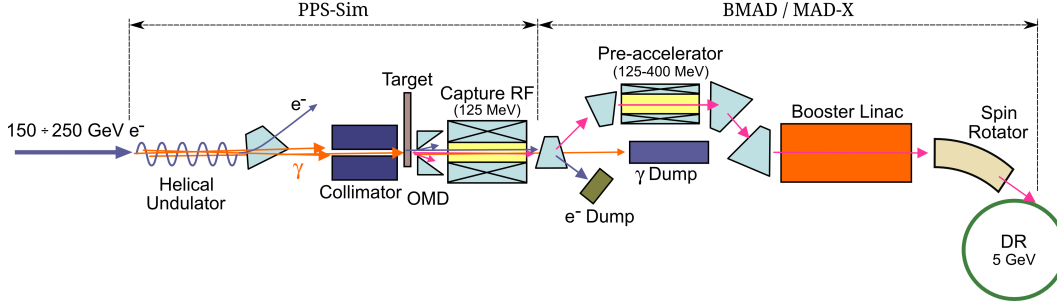 PPS-Sim
BMAD / MAD-X
150 ÷ 250 GeV e⁻
Helical
Undulator
e⁻
γ
Collimator
Target
OMD
Capture RF
(125 MeV)
Pre-accelerator
(125-400 MeV)
γ Dump
e⁻ Dump
Booster Linac
Spin
Rotator
DR
5 GeV